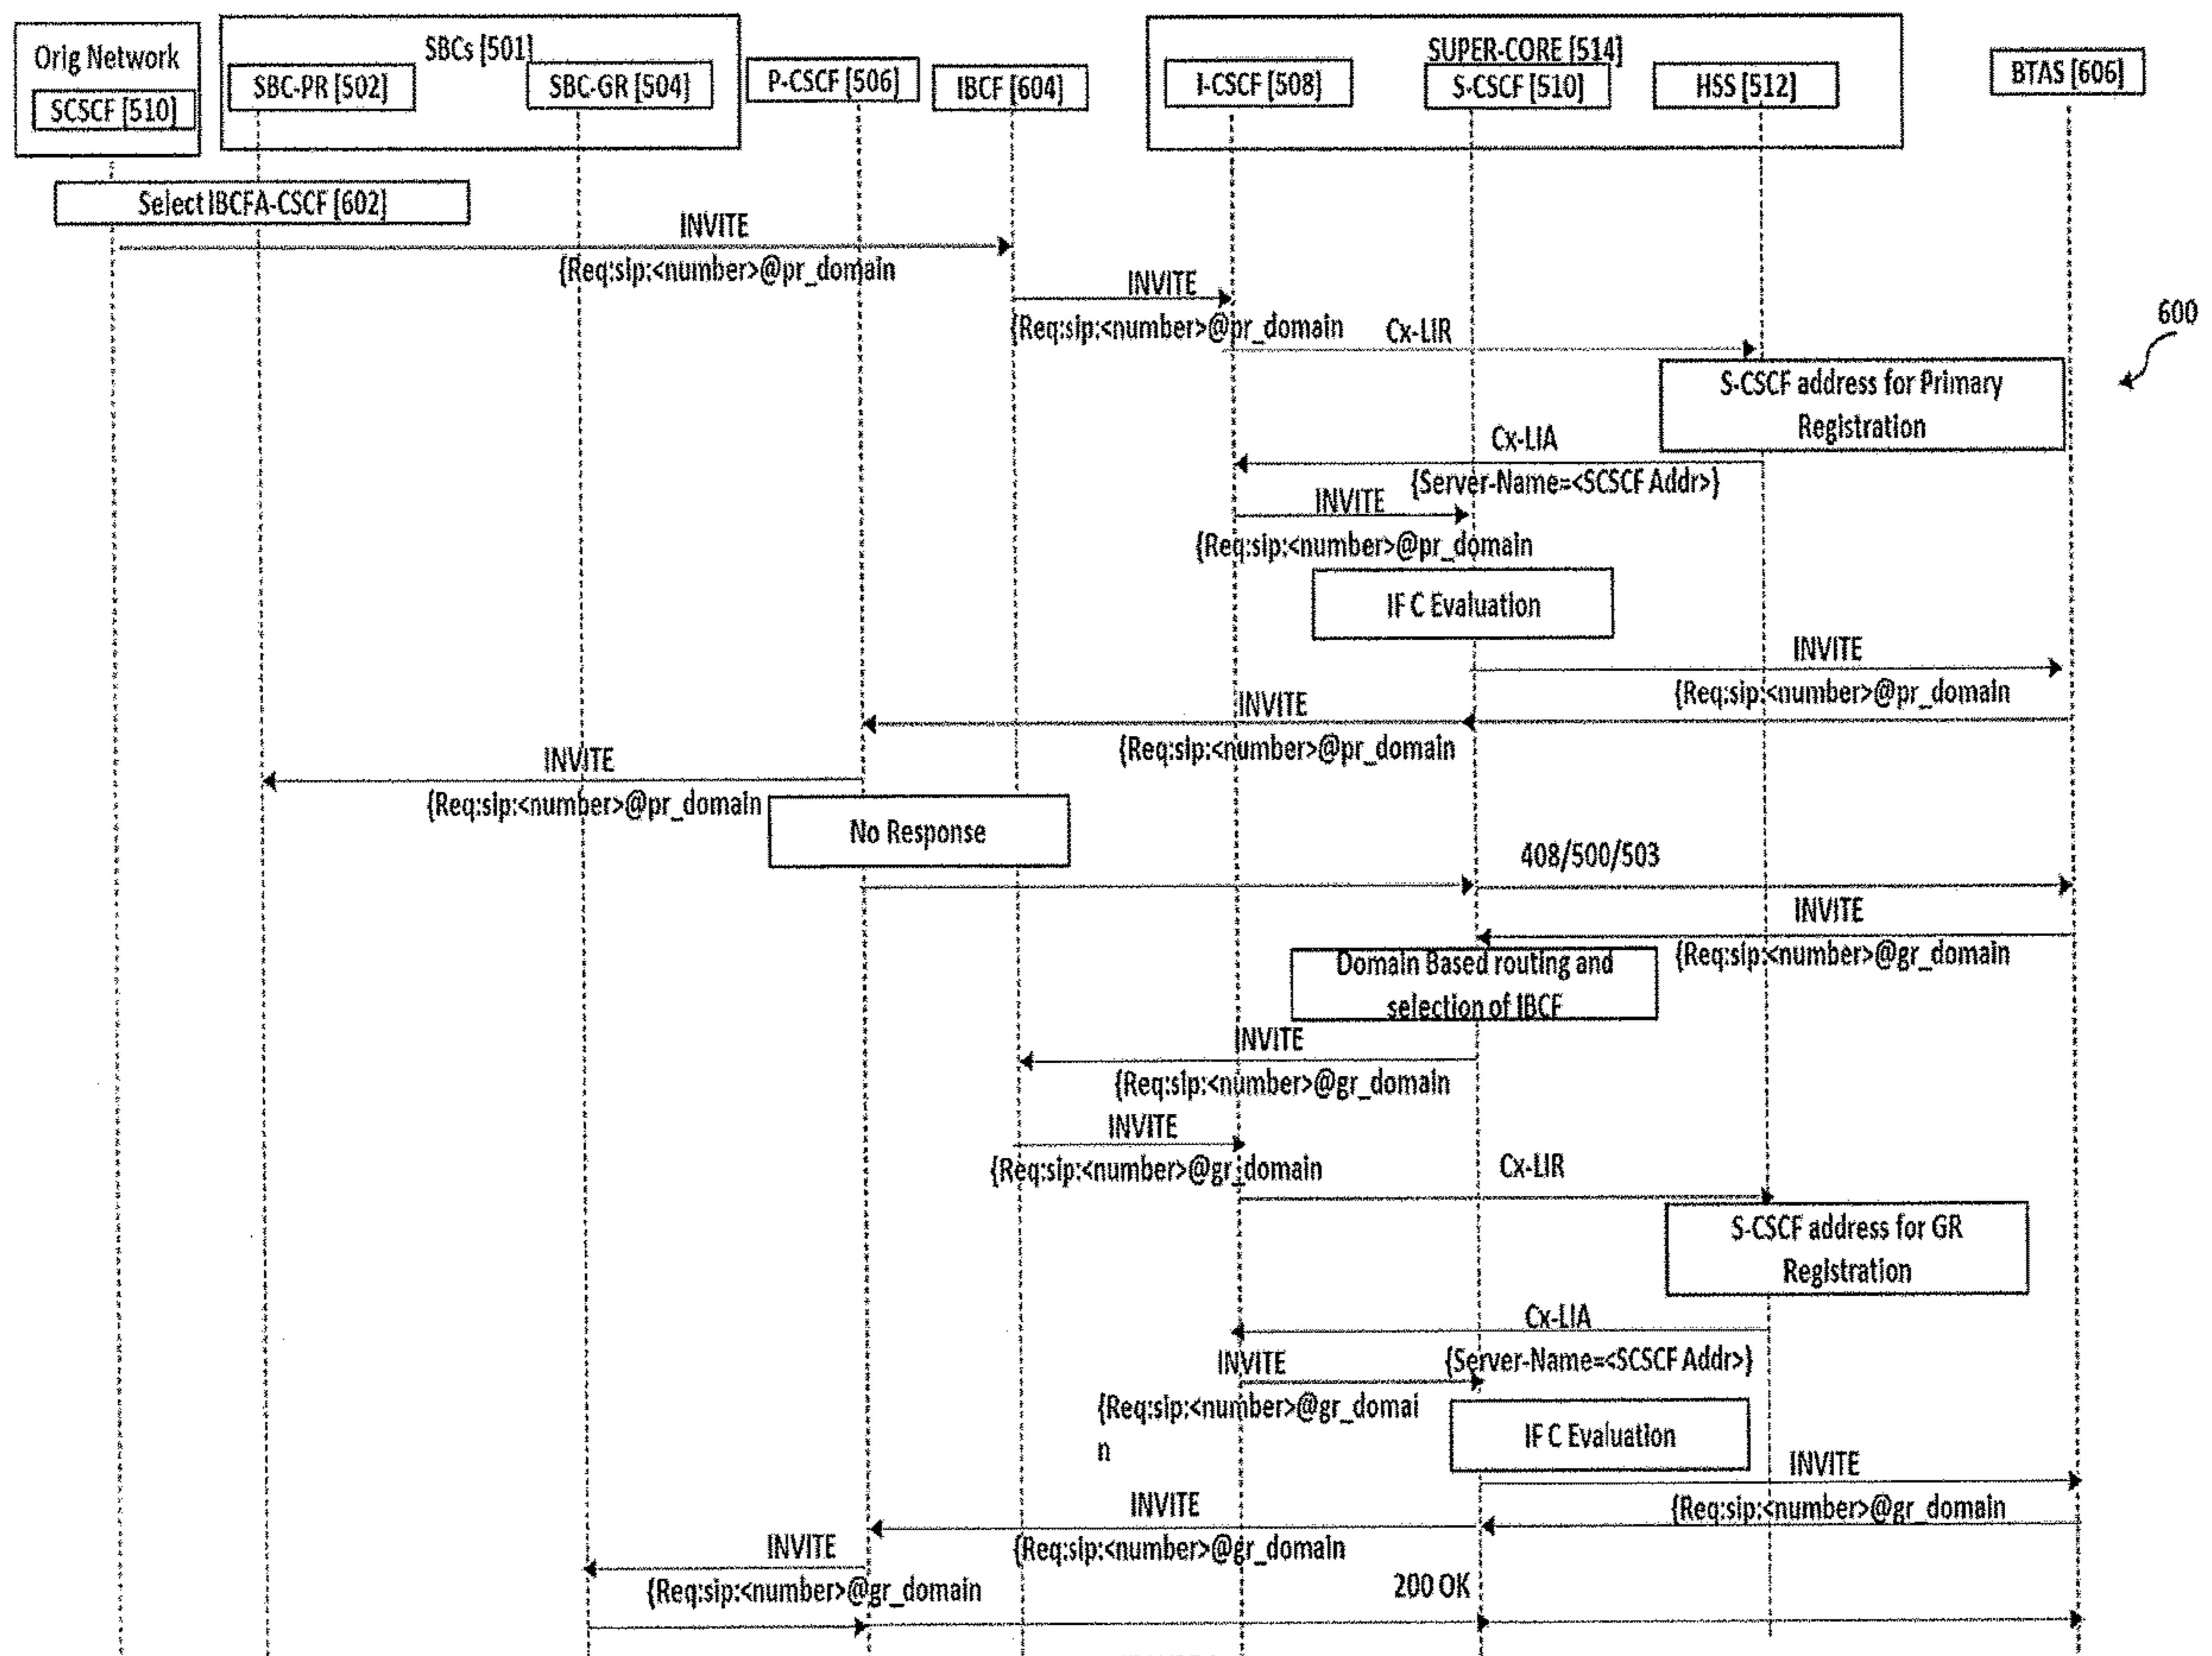 Orig Network
SCSCF [510]
SBCs [501]
SBC-PR [502]
SBC-GR [504]
P-CSCF [506]
IBCF [604]
SUPER-CORE [514]
I-CSCF [508]
S-CSCF [510]
HSS [512]
BTAS [606]
Select IBCFA-CSCF [602]
INVITE
{Req:sip:<number>@pr_domain
INVITE
{Req:sip:<number>@pr_domain
Cx-LIR
600
S-CSCF address for Primary
Registration
Cx-LIA
{Server-Name=<SCSCF Addr>}
INVITE
{Req:sip:<number>@pr_domain
IF C Evaluation
INVITE
{Req:sip:<number>@pr_domain
INVITE
{Req:sip:<number>@pr_domain
INVITE
{Req:sip:<number>@pr_domain
No Response
408/500/503
INVITE
{Req:sip:<number>@gr_domain
Domain Based routing and
selection of IBCF
INVITE
{Req:sip:<number>@gr_domain
INVITE
{Req:sip:<number>@gr_domain
Cx-LIR
S-CSCF address for GR
Registration
Cx-LIA
{Server-Name=<SCSCF Addr>}
INVITE
{Req:sip:<number>@gr_domai
n
IF C Evaluation
INVITE
{Req:sip:<number>@gr_domain
INVITE
{Req:sip:<number>@gr_domain
INVITE
{Req:sip:<number>@gr_domain
200 OK